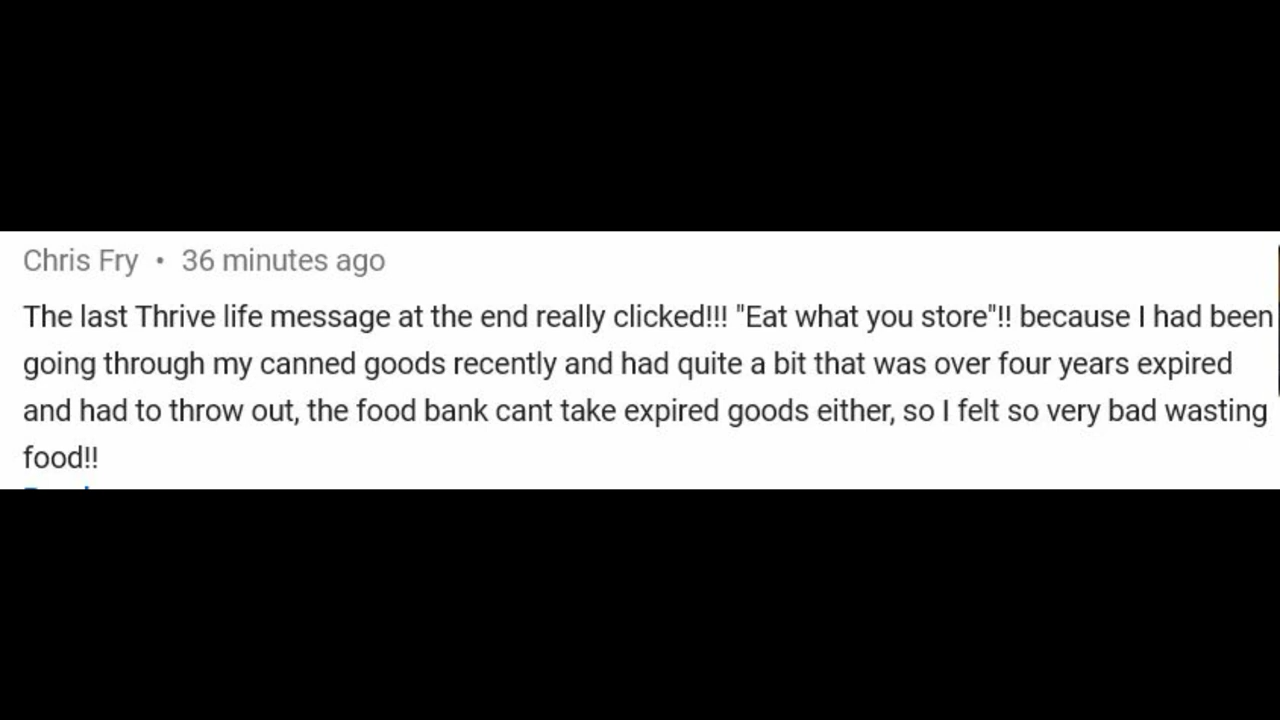 Chris Fry • 36 minutes ago
The last Thrive life message at the end really clicked!!! "Eat what you store"!! because I had been
going through my canned goods recently and had quite a bit that was over four years expired
and had to throw out, the food bank cant take expired goods either, so I felt so very bad wasting
food!!